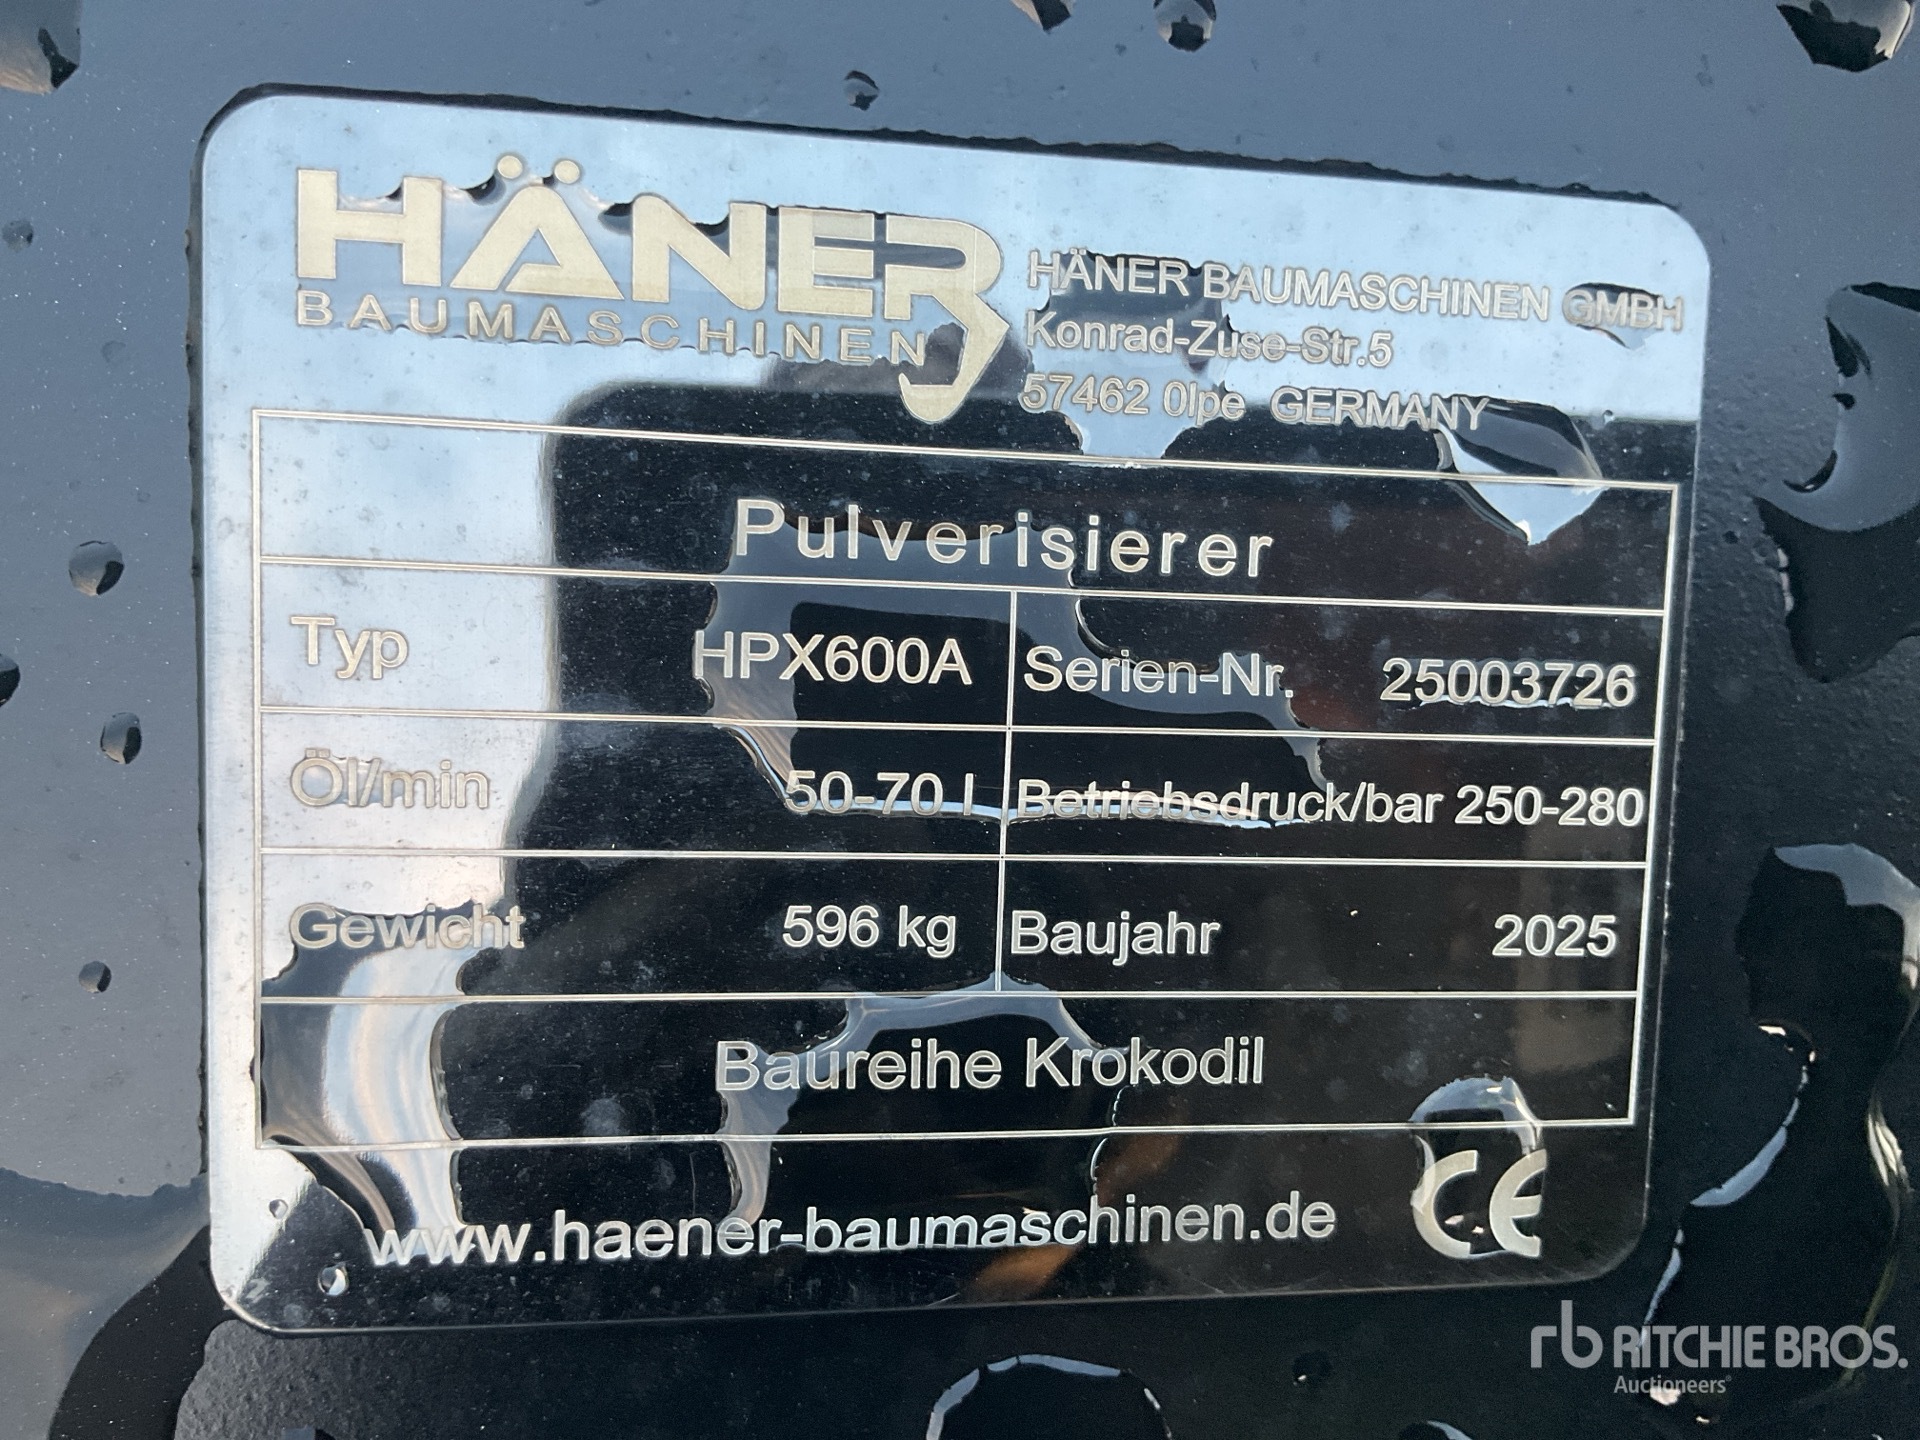 HÄNER
BAUMASCHINEN
HÄNER BAUMASCHINEN GMBH
Konrad-Zuse-Str.5
57462 Olpe GERMANY
Pulverisierer
Typ HPX600A Serien-Nr. 25003726
Öl/min 50-70 l Betriebsdruck/bar 250-280
Gewicht 596 kg Baujahr 2025
Baureihe Krokodil
www.haener-baumaschinen.de CE
rb RITCHIE BROS.
Auctioneers